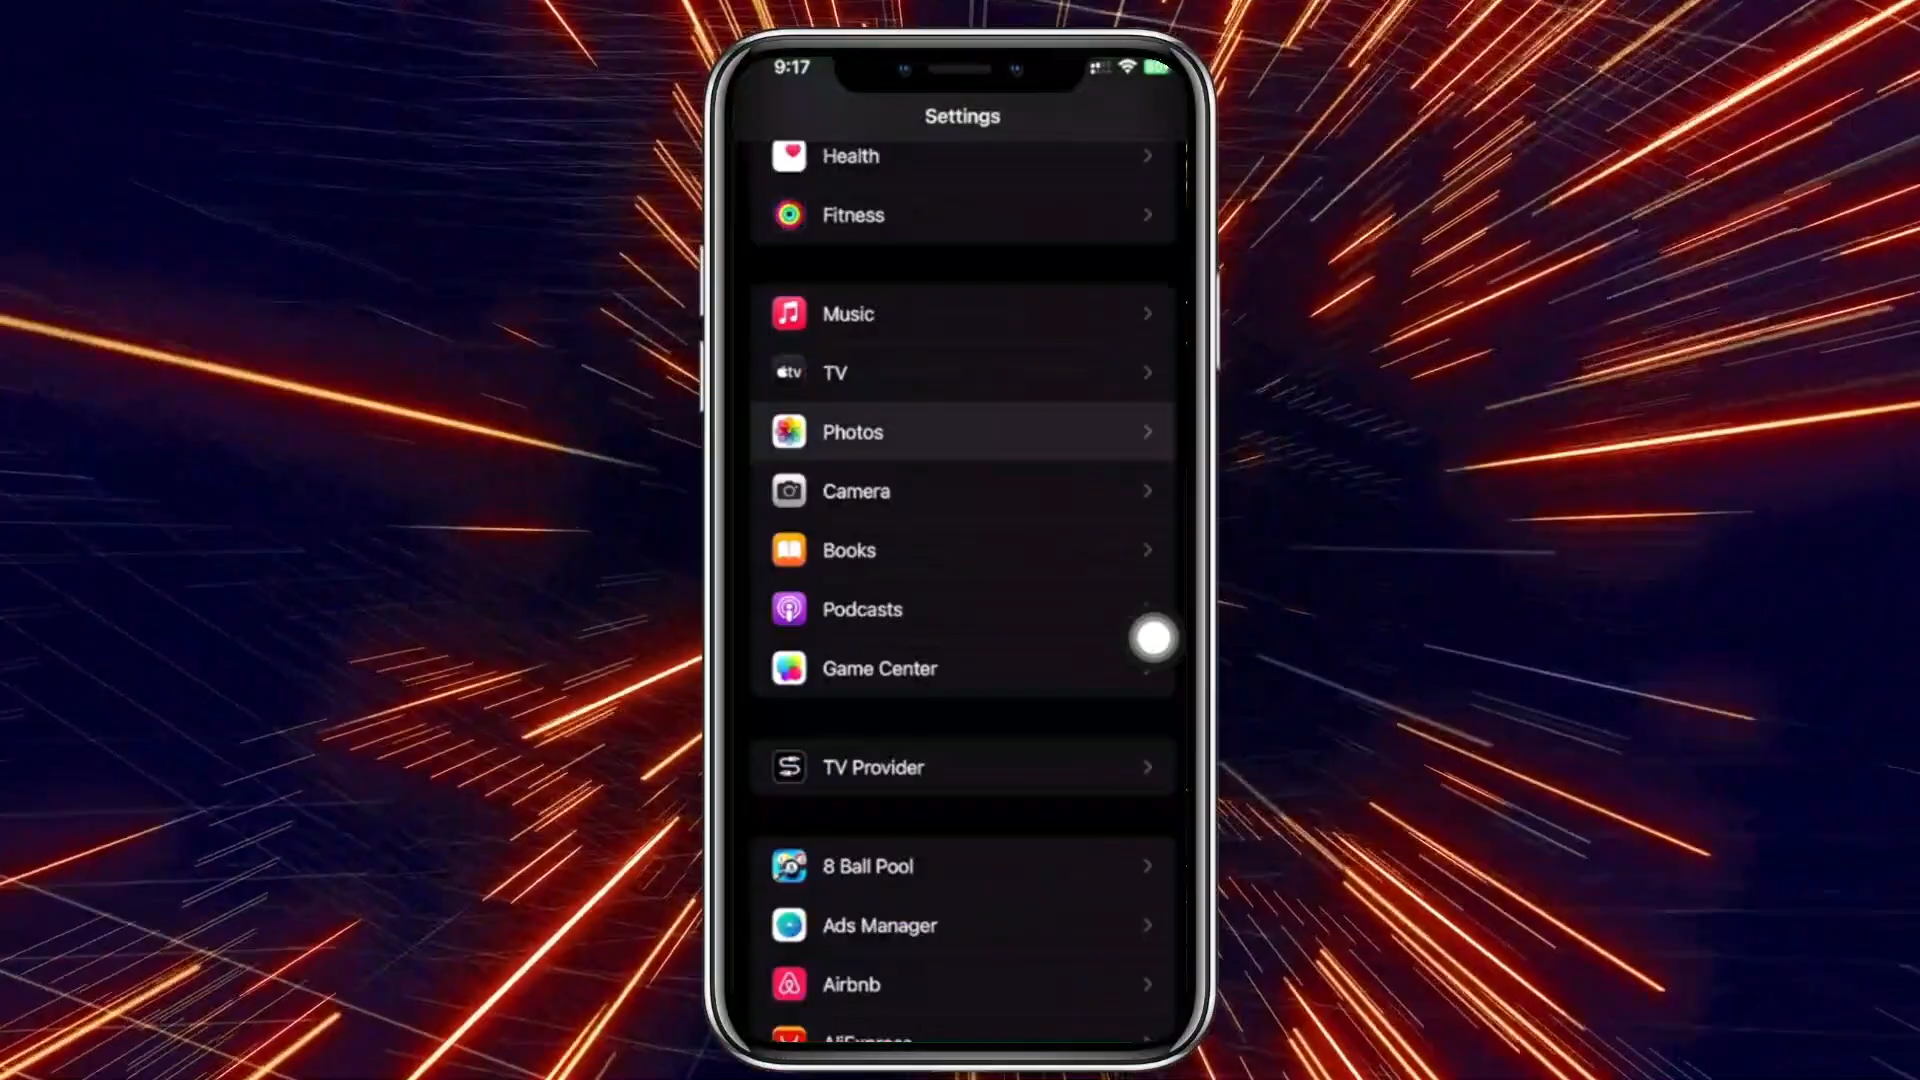 9:17
Settings
Health
Fitness
Music
tv TV
Photos
Camera
Books
Podcasts
Game Center
TV Provider
8 Ball Pool
Ads Manager
Airbnb
AliExpress